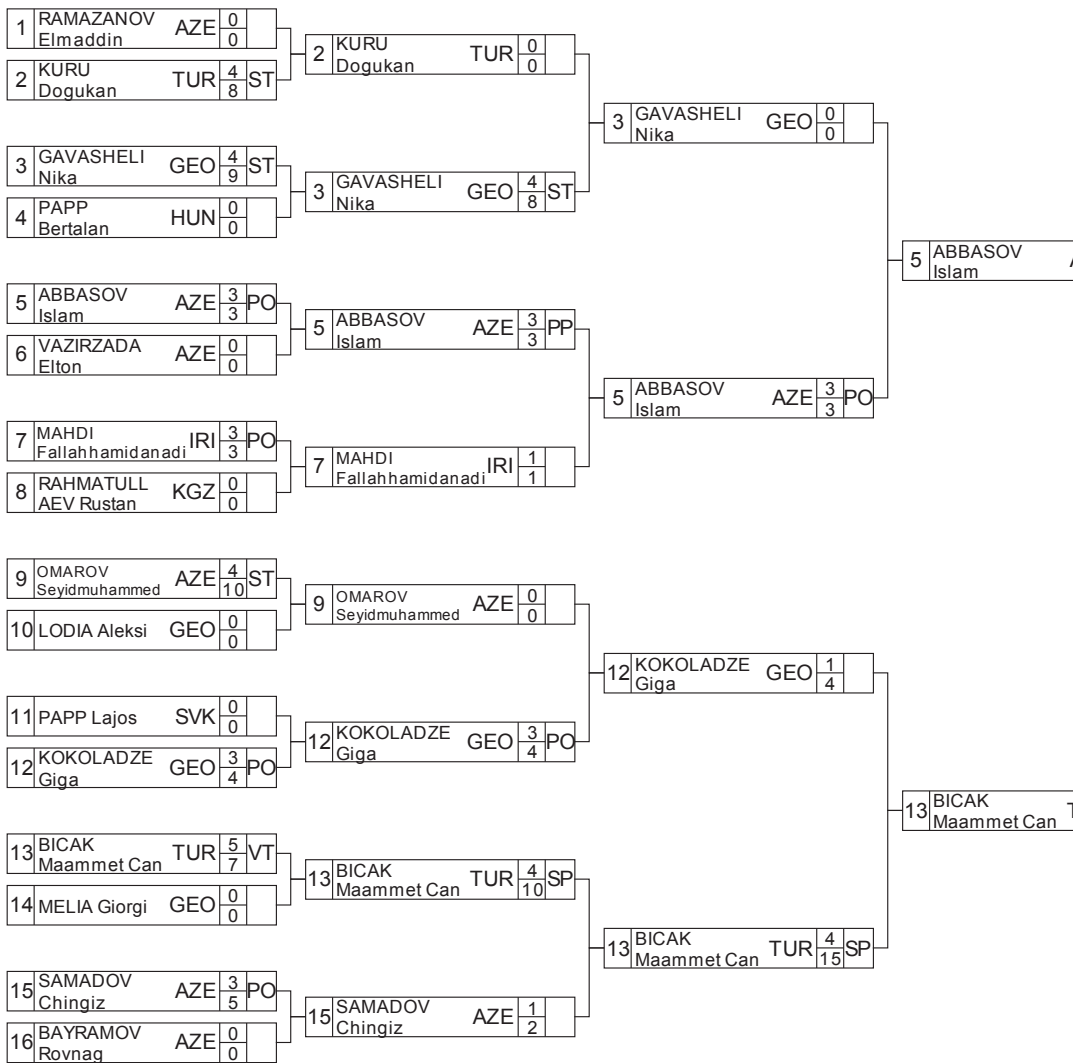 1 RAMAZANOV Elmaddin AZE 0 0
2 KURU Dogukan TUR 4 8 ST
3 GAVASHELI Nika GEO 4 9 ST
4 PAPP Bertalan HUN 0 0
5 ABBASOV Islam AZE 3 3 PO
6 VAZIRZADA Elton AZE 0 0
7 MAHDI Fallahhamidanadi IRI 3 3 PO
8 RAHMATULL AEV Rustan KGZ 0 0
9 OMAROV Seyidmuhammed AZE 4 10 ST
10 LODIA Aleksi GEO 0 0
11 PAPP Lajos SVK 0 0
12 KOKOLADZE Giga GEO 3 4 PO
13 BICAK Maammet Can TUR 5 7 VT
14 MELIA Giorgi GEO 0 0
15 SAMADOV Chingiz AZE 3 5 PO
16 BAYRAMOV Rovnag AZE 0 0
2 KURU Dogukan TUR 0 0
3 GAVASHELI Nika GEO 4 8 ST
5 ABBASOV Islam AZE 3 3 PP
7 MAHDI Fallahhamidanadi IRI 1 1
9 OMAROV Seyidmuhammed AZE 0 0
12 KOKOLADZE Giga GEO 3 4 PO
13 BICAK Maammet Can TUR 4 10 SP
15 SAMADOV Chingiz AZE 1 2
3 GAVASHELI Nika GEO 0 0
5 ABBASOV Islam AZE 3 3 PO
12 KOKOLADZE Giga GEO 1 4
13 BICAK Maammet Can TUR 4 15 SP
5 ABBASOV Islam
13 BICAK Maammet Can